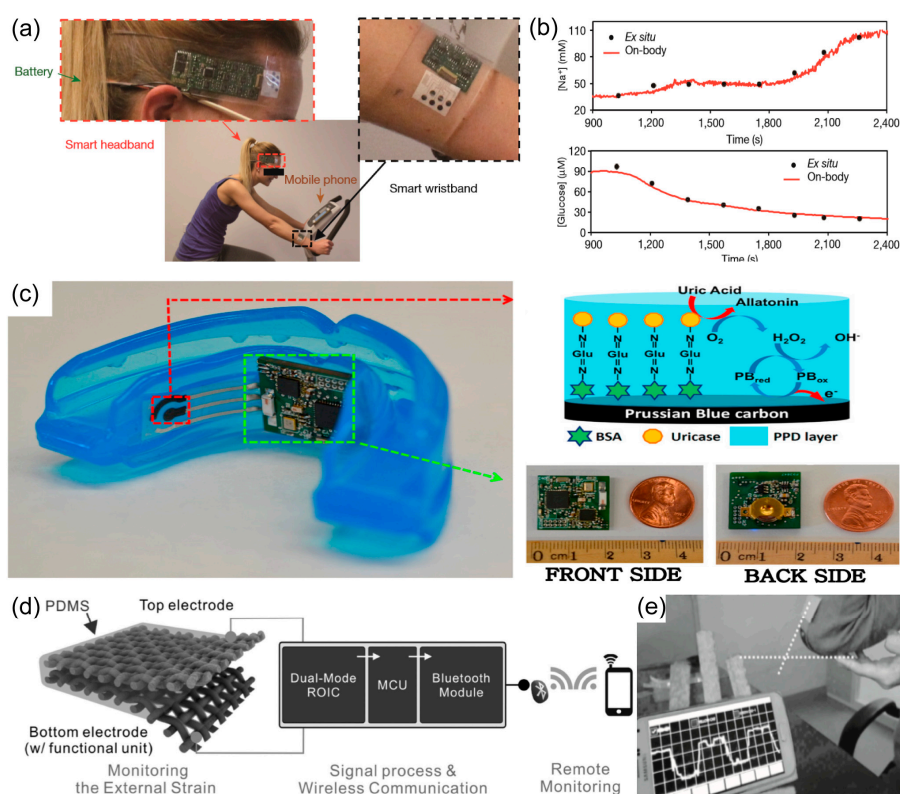 (a)
Battery
Smart headband
Mobile phone
Smart wristband
(b)
[Na⁺]
(mM)
120
80
40
0
Ex situ
On-body
900 1,200 1,500 1,800 2,100 2,400
Time (s)
[Glucose] (μM)
120
90
60
30
0
Ex situ
On-body
900 1,200 1,500 1,800 2,100 2,400
Time (s)
(c)
Uric Acid
Allatonin
O₂
H₂O₂
OH⁻
N N N N
Glu Glu Glu Glu
N N N N
PBred
PBox
e⁻
Prussian Blue carbon
BSA Uricase PPD layer
0 cm 1 2 3 4
0 cm 1 2 3 4
FRONT SIDE
BACK SIDE
(d)
PDMS
Top electrode
Bottom electrode
(w/ functional unit)
Dual-Mode
ROIC
MCU
Bluetooth
Module
Monitoring
the External Strain
Signal process &
Wireless Communication
Remote
Monitoring
(e)